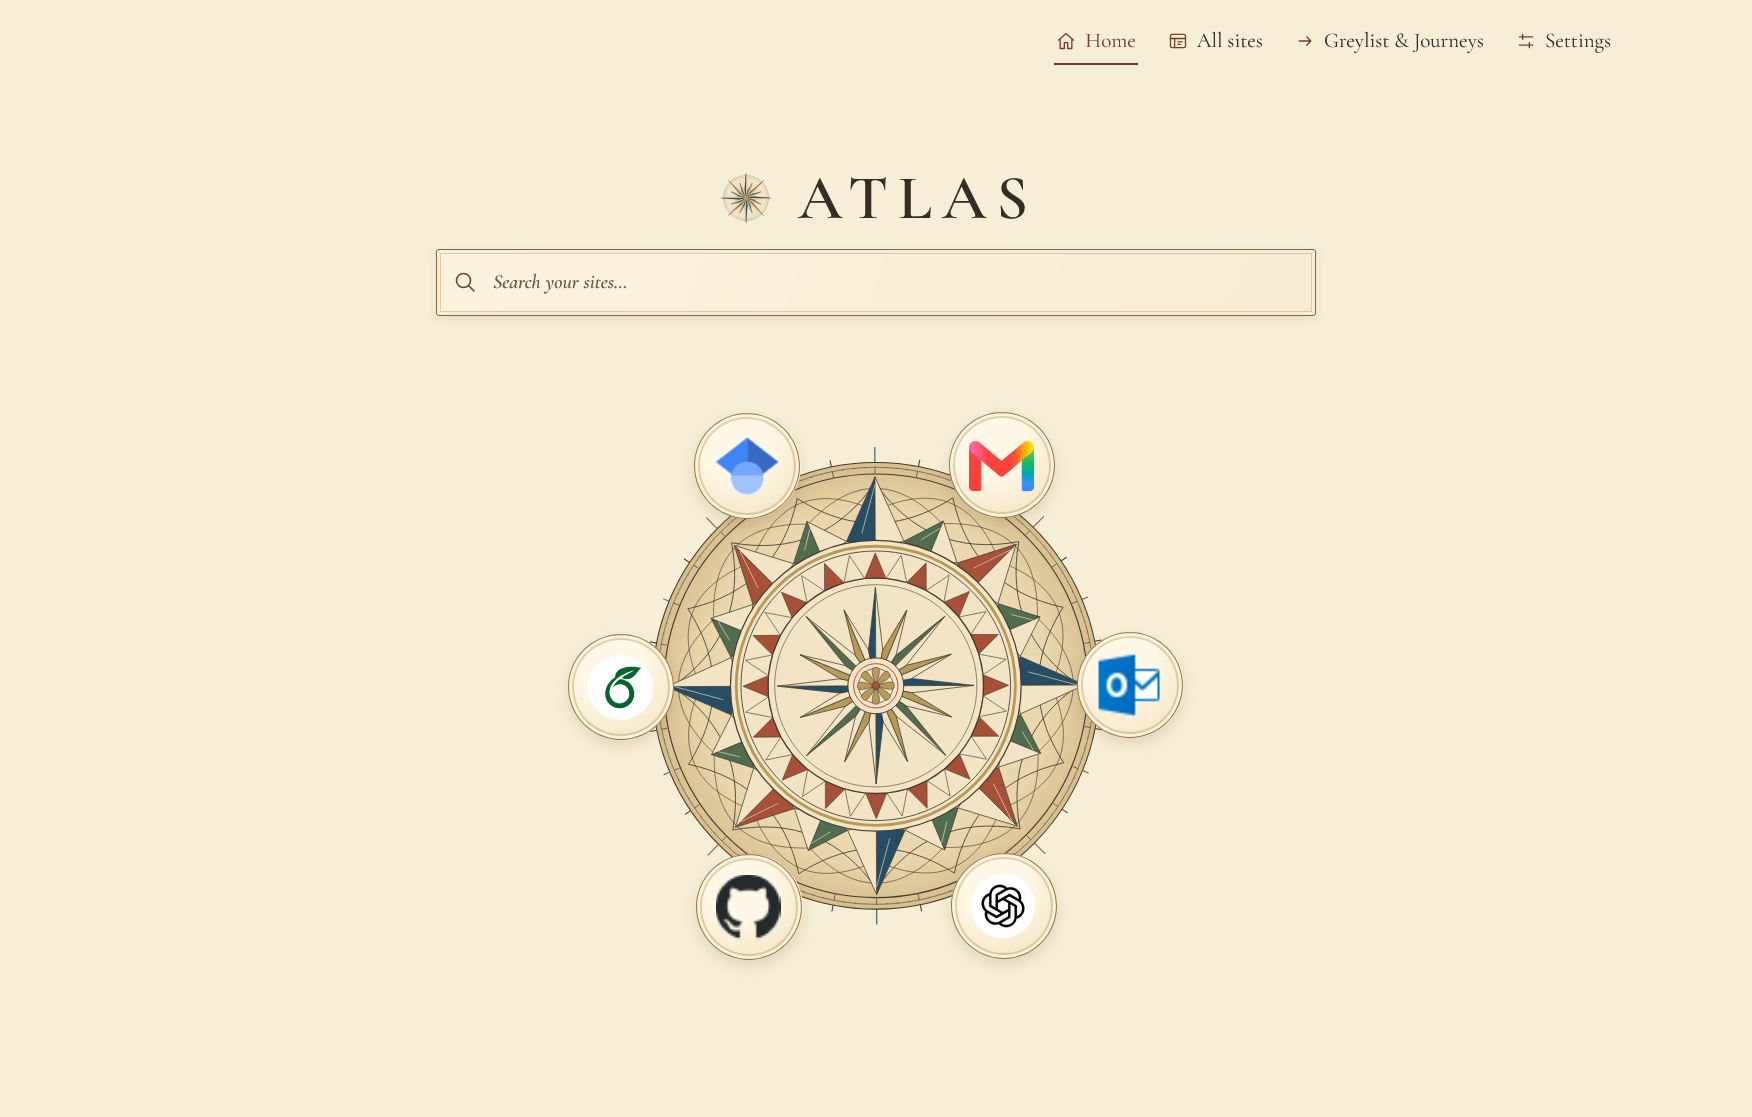 Home
All sites
Greylist & Journeys
Settings
ATLAS
Search your sites...